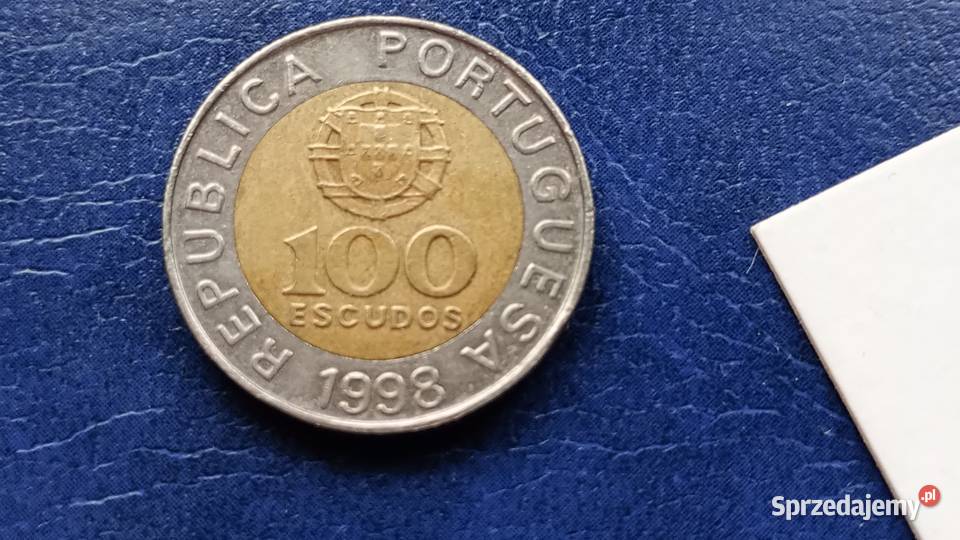 REPUBLICA PORTUGUESA
100
ESCUDOS
1998
Sprzedajemy.pl